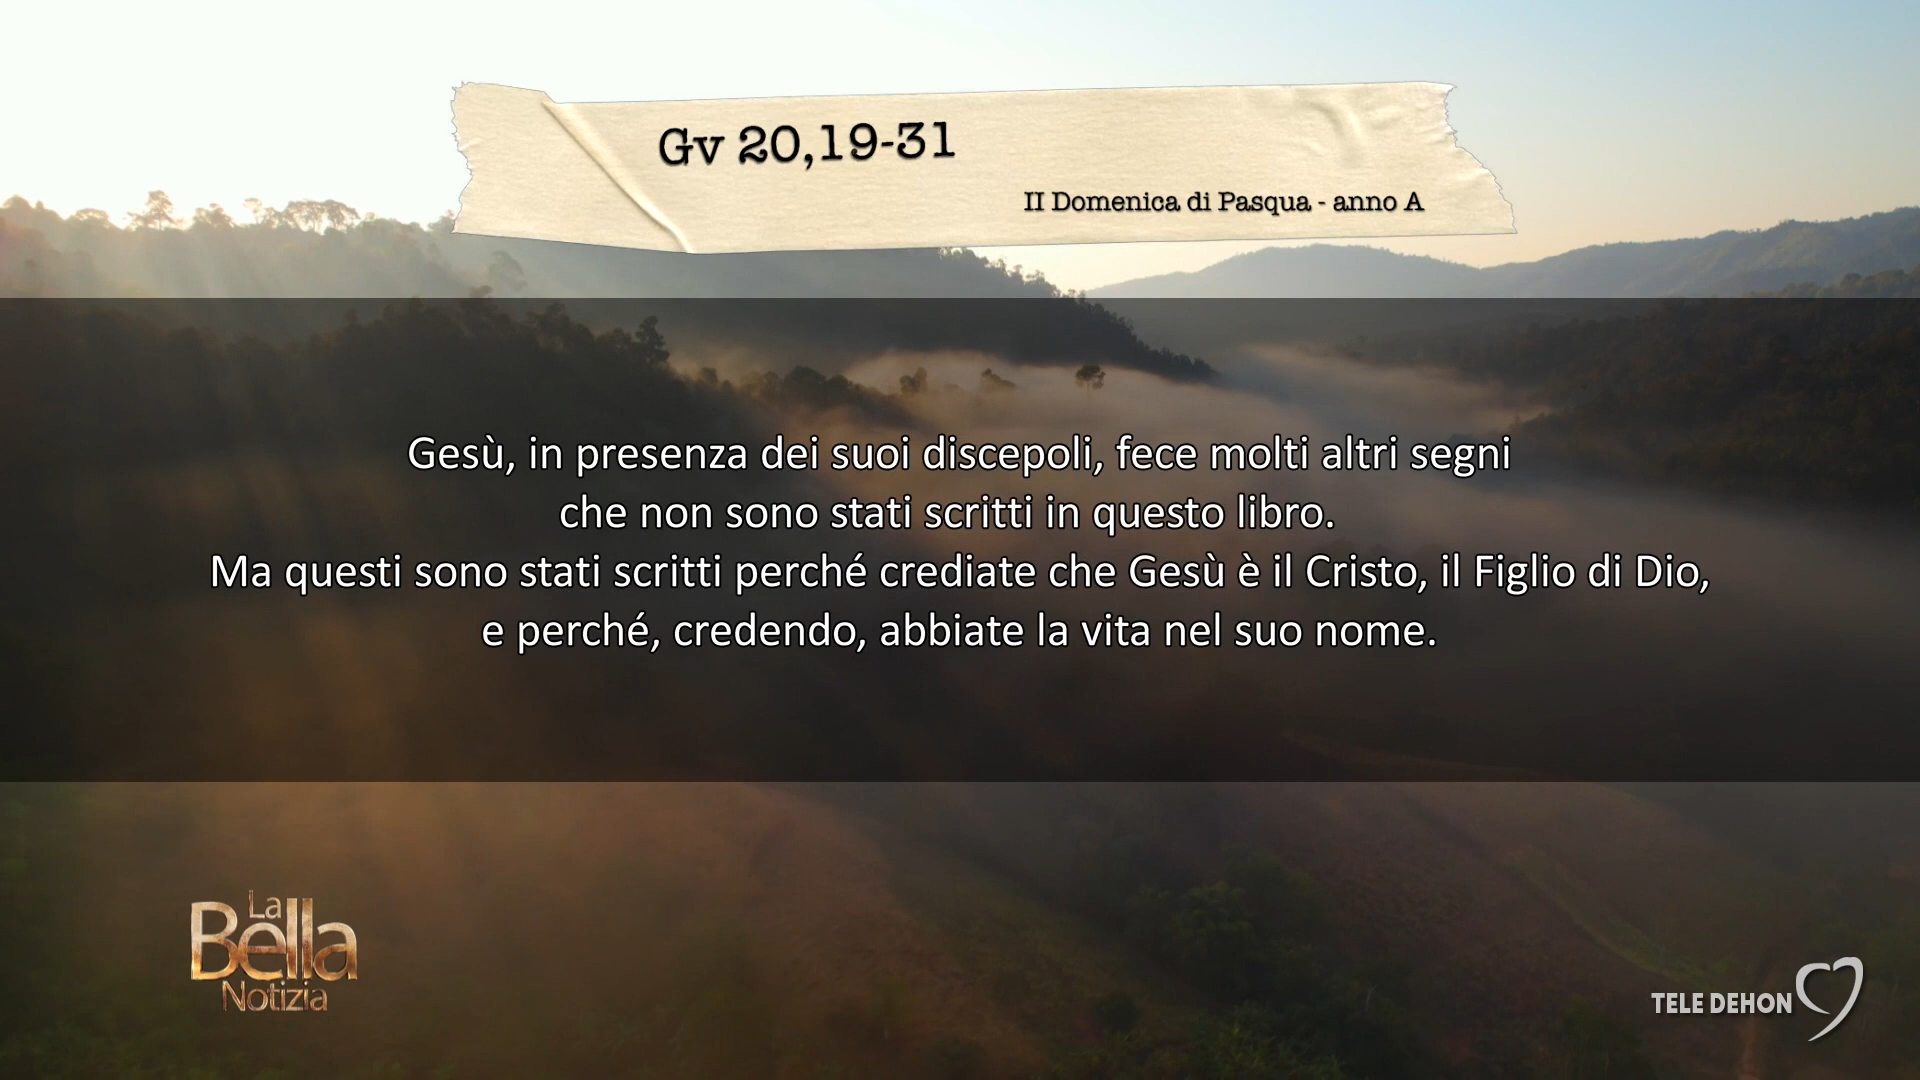 Gv 20,19-31
II Domenica di Pasqua - anno A
Gesù, in presenza dei suoi discepoli, fece molti altri segni
che non sono stati scritti in questo libro.
Ma questi sono stati scritti perché crediate che Gesù è il Cristo, il Figlio di Dio,
e perché, credendo, abbiate la vita nel suo nome.
La
Bella
Notizia
TELE DEHON